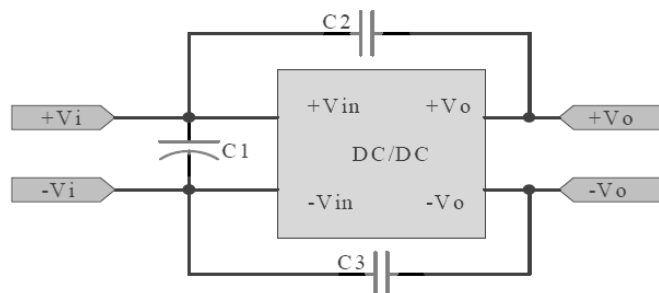 C2
+Vi +Vin +Vo +Vo
C1 DC/DC
-Vi -Vin -Vo -Vo
C3